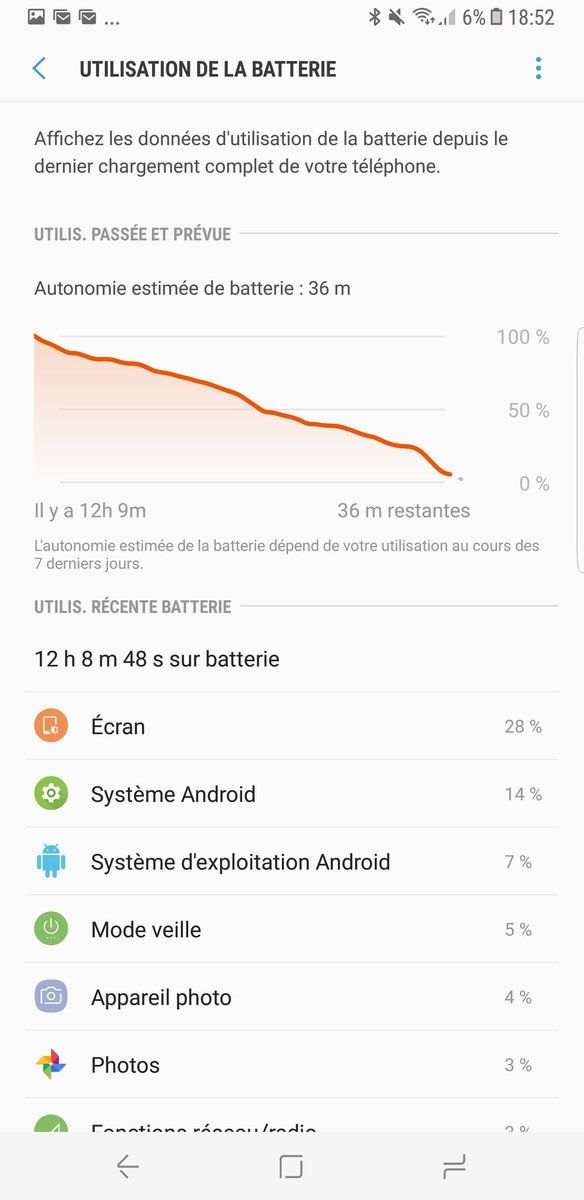 ... 6% 18:52
UTILISATION DE LA BATTERIE
Affichez les données d'utilisation de la batterie depuis le
dernier chargement complet de votre téléphone.
UTILIS. PASSÉE ET PRÉVUE
Autonomie estimée de batterie : 36 m
100 %
50 %
0 %
Il y a 12h 9m 36 m restantes
L'autonomie estimée de la batterie dépend de votre utilisation au cours des
7 derniers jours.
UTILIS. RÉCENTE BATTERIE
12 h 8 m 48 s sur batterie
Écran 28 %
Système Android 14 %
Système d'exploitation Android 7 %
Mode veille 5 %
Appareil photo 4 %
Photos 3 %
Fonctions réseau/radio